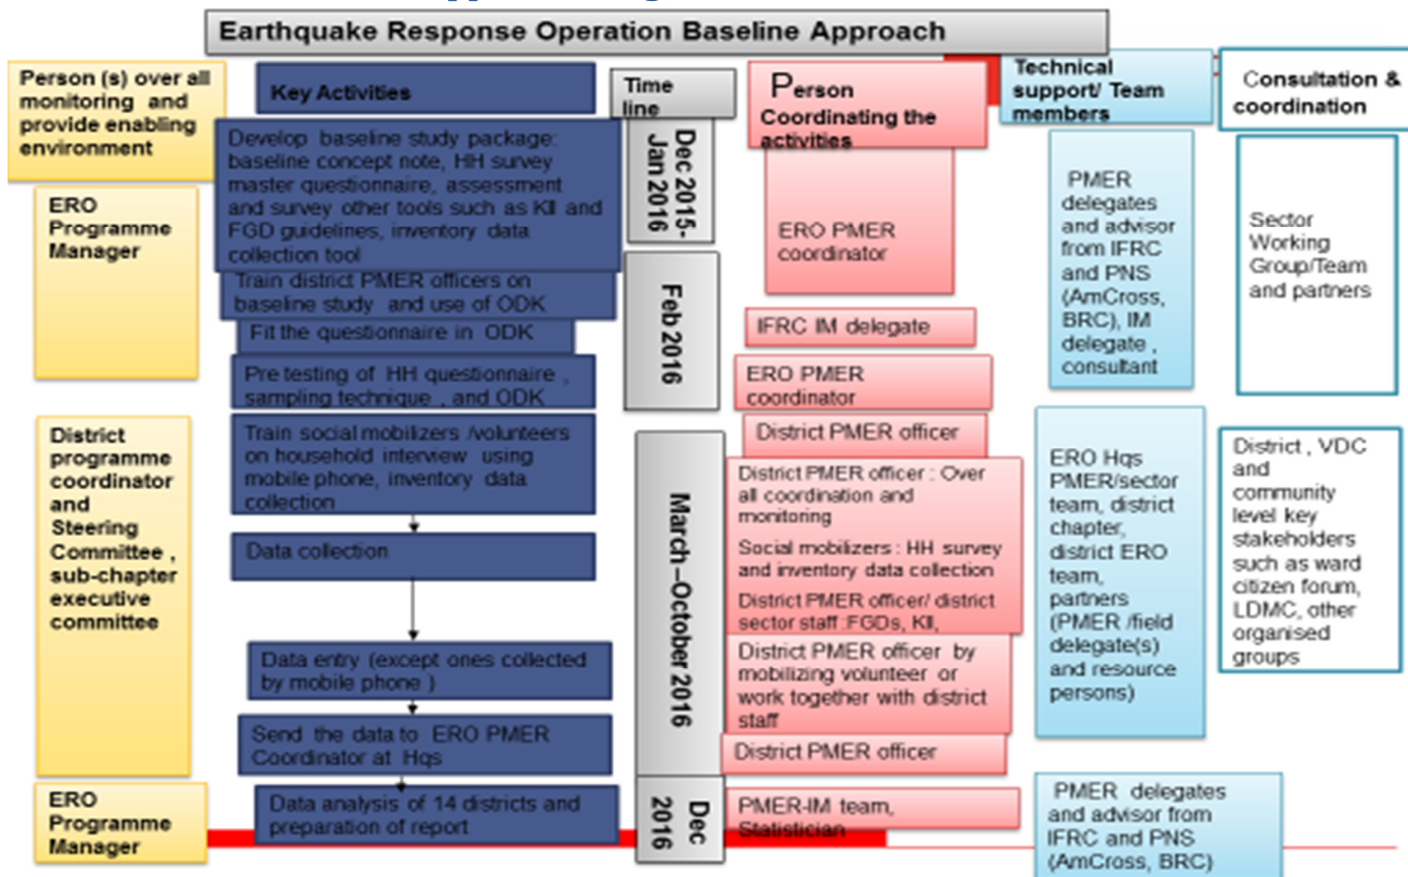 Earthquake Response Operation Baseline Approach
Person (s) over all
monitoring and
provide enabling
environment
Key Activities
Time
line
Person
Coordinating the
activities
Technical
support/ Team
members
Consultation &
coordination
ERO
Programme
Manager
Develop baseline study package:
baseline concept note, HH survey
master questionnaire, assessment
and survey other tools such as KII and
FGD guidelines, inventory data
collection tool
Train district PMER officers on
baseline study and use of ODK
Fit the questionnaire in ODK
Pre testing of HH questionnaire ,
sampling technique , and ODK
Dec 2015-
Jan 2016
Feb 2016
ERO PMER
coordinator
IFRC IM delegate
ERO PMER
coordinator
PMER
delegates
and advisor
from IFRC
and PNS
(AmCross,
BRC), IM
delegate ,
consultant
Sector
Working
Group/Team
and partners
District
programme
coordinator
and
Steering
Committee ,
sub-chapter
executive
committee
Train social mobilizers /volunteers
on household interview using
mobile phone, inventory data
collection
Data collection
Data entry (except ones collected
by mobile phone )
Send the data to ERO PMER
Coordinator at Hqs
March–October 2016
District PMER officer
District PMER officer : Over
all coordination and
monitoring
Social mobilizers : HH survey
and inventory data collection
District PMER officer/ district
sector staff :FGDs, KII,
District PMER officer by
mobilizing volunteer or
work together with district
staff
District PMER officer
ERO Hqs
PMER/sector
team, district
chapter,
district ERO
team,
partners
(PMER /field
delegate(s)
and resource
persons)
District , VDC
and
community
level key
stakeholders
such as ward
citizen forum,
LDMC, other
organised
groups
ERO
Programme
Manager
Data analysis of 14 districts and
preparation of report
Dec
2016
PMER-IM team,
Statistician
PMER delegates
and advisor from
IFRC and PNS
(AmCross, BRC)